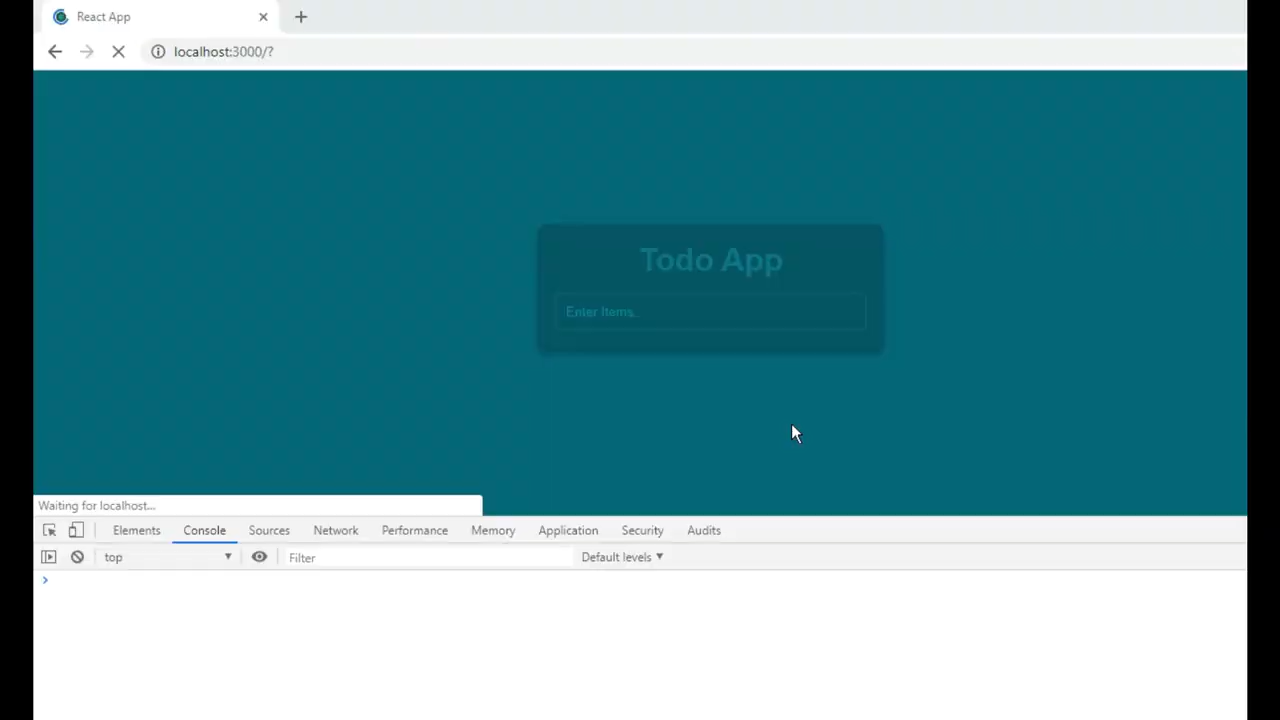 React App
localhost:3000/?
Todo App
Enter Items..
Waiting for localhost...
Elements Console Sources Network Performance Memory Application Security Audits
top Filter Default levels